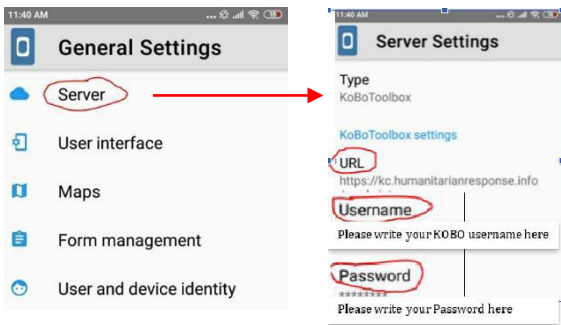 11:40 AM
General Settings
Server
User interface
Maps
Form management
User and device identity
11:40 AM
Server Settings
Type
KoBoToolbox
KoBoToolbox settings
URL
https://kc.humanitarianresponse.info
Username
Please write your KOBO username here
Password
********
Please write your Password here